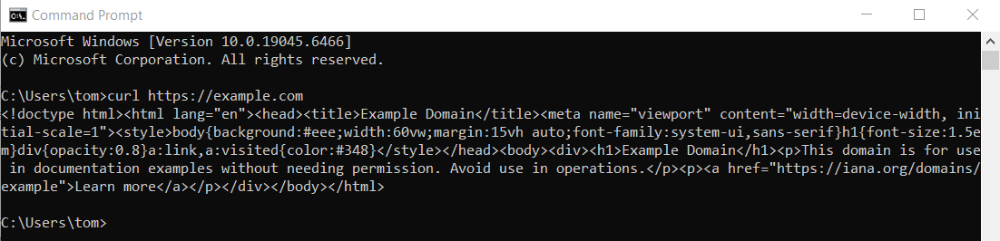 Command Prompt
Microsoft Windows [Version 10.0.19045.6466]
(c) Microsoft Corporation. All rights reserved.
C:\Users\tom>curl https://example.com
<!doctype html><html lang="en"><head><title>Example Domain</title><meta name="viewport" content="width=device-width, ini
tial-scale=1"><style>body{background:#eee;width:60vw;margin:15vh auto;font-family:system-ui,sans-serif}h1{font-size:1.5e
m}div{opacity:0.8}a:link,a:visited{color:#348}</style></head><body><div><h1>Example Domain</h1><p>This domain is for use
 in documentation examples without needing permission. Avoid use in operations.</p><p><a href="https://iana.org/domains/
example">Learn more</a></p></div></body></html>
C:\Users\tom>